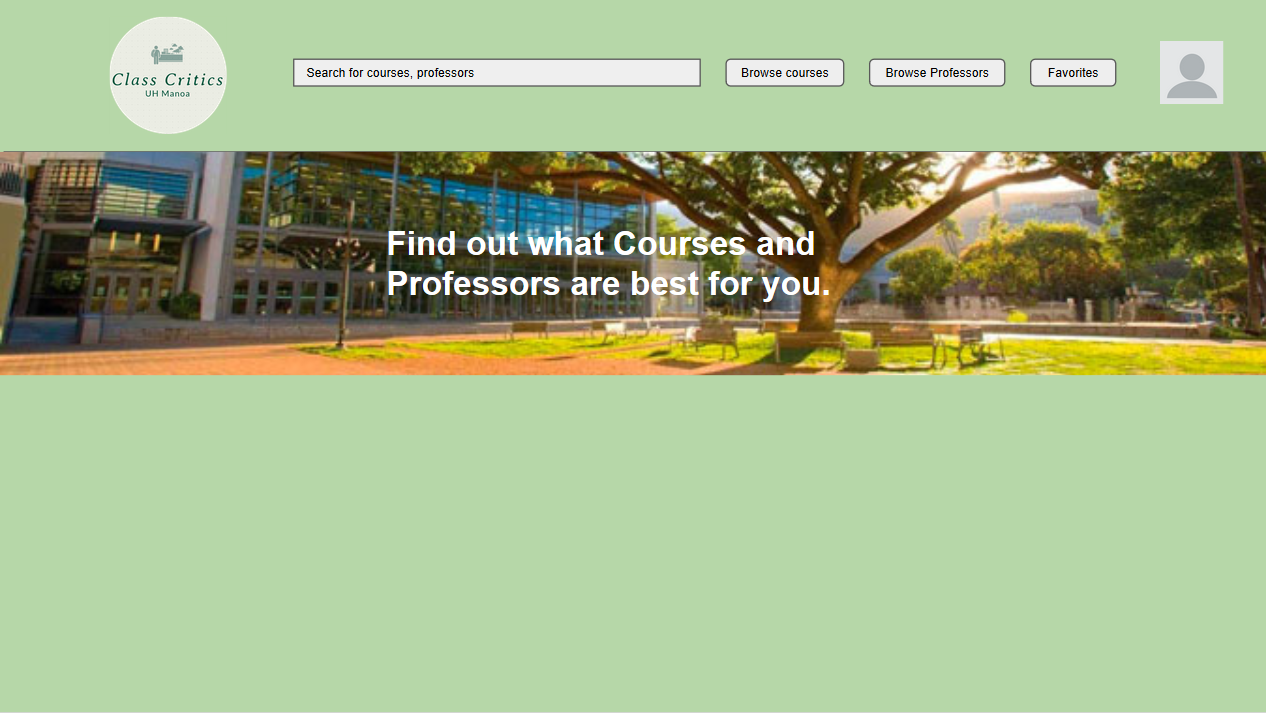 Class Critics
UH Manoa
Search for courses, professors
Browse courses
Browse Professors
Favorites
Find out what Courses and
Professors are best for you.